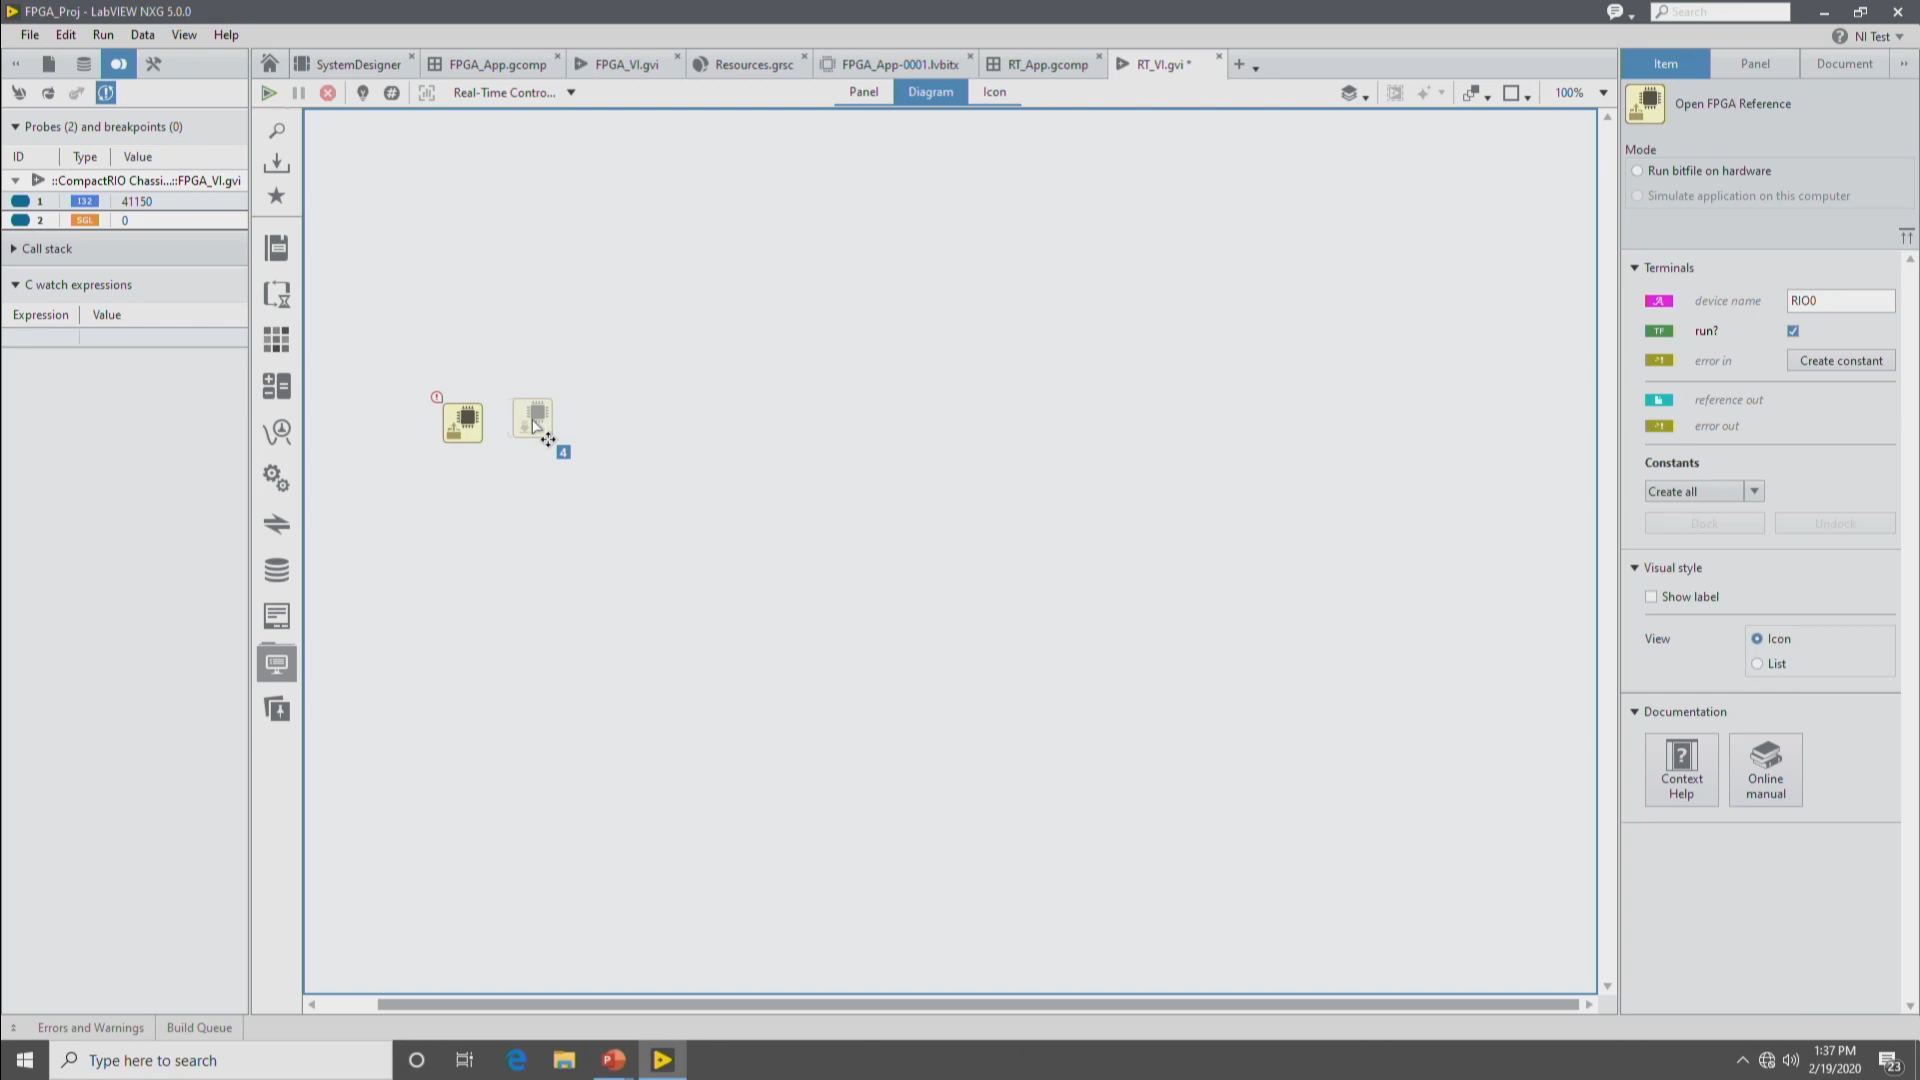 FPGA_Proj - LabVIEW NXG 5.0.0
Search
File Edit Run Data View Help
NI Test
SystemDesigner FPGA_App.gcomp FPGA_VI.gvi Resources.grsc FPGA_App-0001.lvbitx RT_App.gcomp RT_VI.gvi *
Item Panel Document
Real-Time Contro... Panel Diagram Icon 100%
Open FPGA Reference
Probes (2) and breakpoints (0)
Mode
ID Type Value
Run bitfile on hardware
::CompactRIO Chassi...::FPGA_VI.gvi
Simulate application on this computer
1 I32 41150
2 SGL 0
Call stack
Terminals
C watch expressions
device name RIO0
Expression Value
TF run?
error in Create constant
reference out
error out
4
Constants
Create all
Dock Undock
Visual style
Show label
View Icon
List
Documentation
Context Help
Online manual
Errors and Warnings Build Queue
Type here to search
1:37 PM
2/19/2020
23